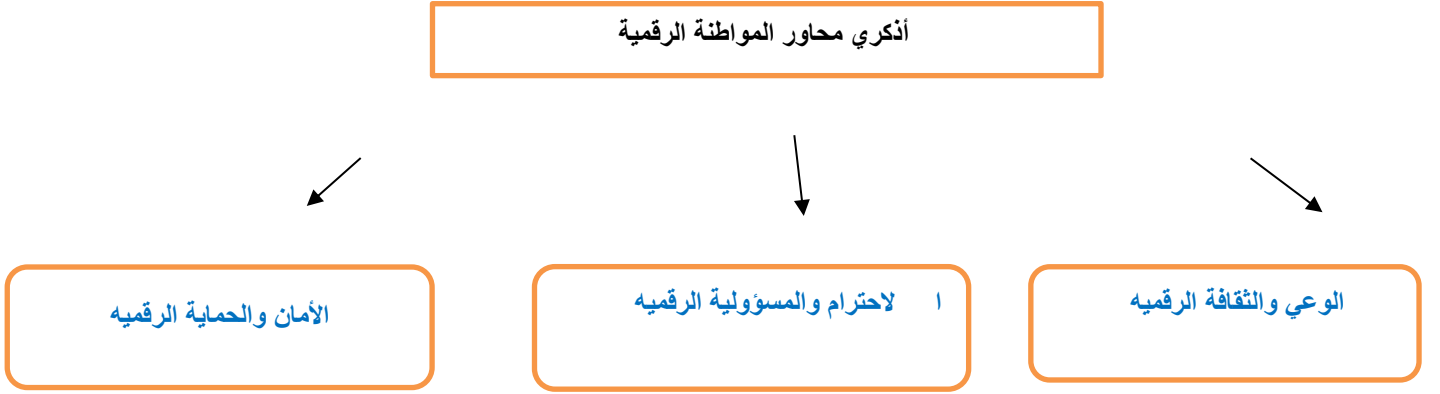 أذكري محاور المواطنة الرقمية
الوعي والثقافة الرقميه
ا لاحترام والمسؤولية الرقميه
الأمان والحماية الرقميه